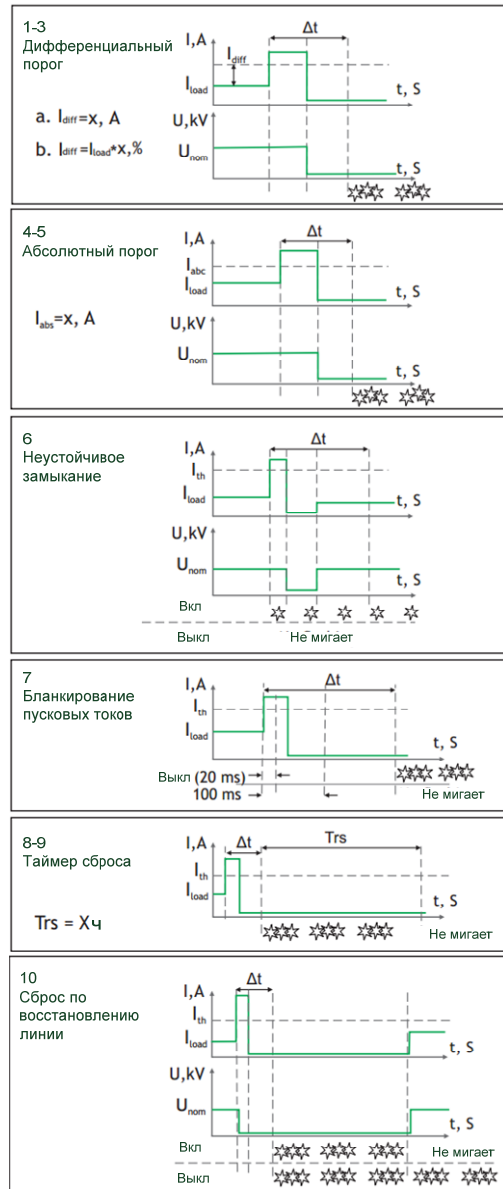 1-3
Дифференциальный
порог
a. Idiff=x, A
b. Idiff=Iload*x,%
I,A
Δt
Idiff
Iload
t, S
U,kV
Unom
t, S
4-5
Абсолютный порог
Iabs=x, A
I,A
Δt
Iabc
Iload
t, S
U,kV
Unom
t, S
6
Неустойчивое
замыкание
I,A
Δt
Ith
Iload
t, S
U,kV
Unom
t, S
Вкл
Выкл Не мигает
7
Бланкирование
пусковых токов
I,A
Δt
Ith
Iload
t, S
Выкл (20 ms)
100 ms
Не мигает
8-9
Таймер сброса
Trs = Xч
I,A
Δt
Trs
Ith
Iload
t, S
Не мигает
10
Сброс по
восстановлению
линии
I,A
Δt
Ith
Iload
t, S
U,kV
Unom
t, S
Вкл
Не мигает
Выкл